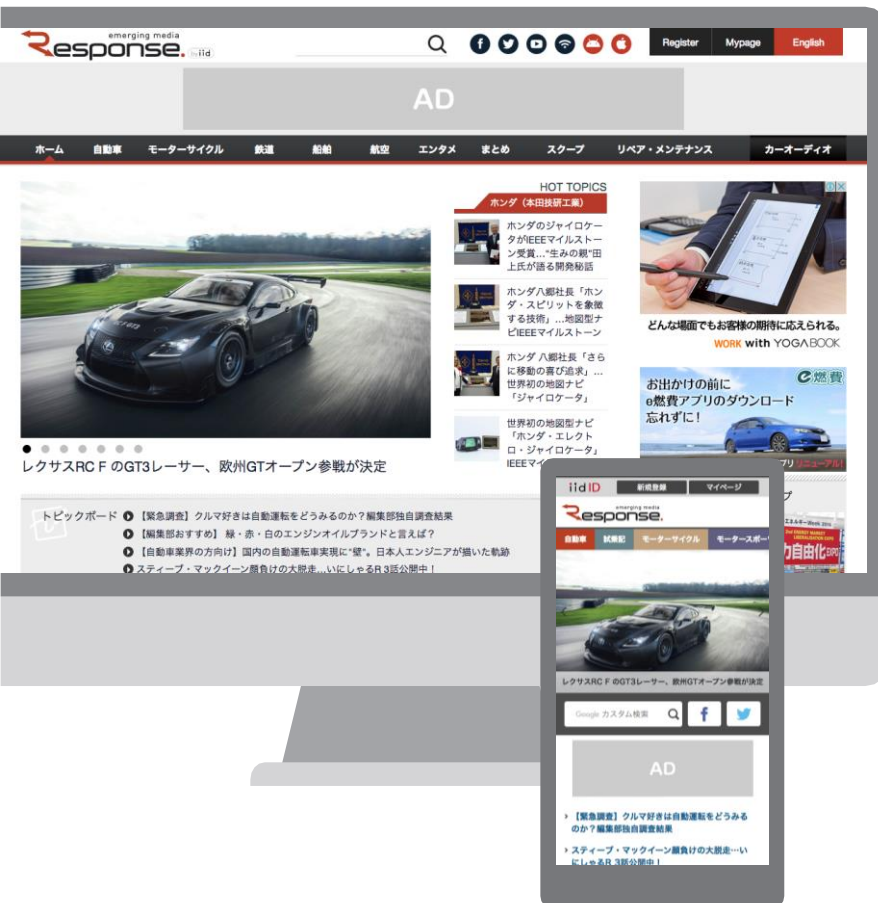 emerging media
Response.
iid
Register
Mypage
English
AD
ホーム
自動車
モーターサイクル
鉄道
船舶
航空
エンタメ
まとめ
スクープ
リペア・メンテナンス
カーオーディオ
HOT TOPICS
ホンダ（本田技研工業）
ホンダのジャイロケー
タがIEEEマイルストー
ン受賞…“生みの親”田
上氏が語る開発秘話
ホンダ八郷社長「ホン
ダ・スピリットを象徴
する技術」…地図型ナ
ビIEEEマイルストーン
ホンダ 八郷社長「さら
に移動の喜び追求」…
世界初の地図ナビ
「ジャイロケータ」
世界初の地図型ナビ
「ホンダ・エレクト
ロ・ジャイロケータ」
IEEEマイ
どんな場面でもお客様の期待に応えられる。
WORK with YOGABOOK
e燃費
お出かけの前に
e燃費アプリのダウンロード
忘れずに！
プリ リニューアル!
レクサスRC F のGT3レーサー、欧州GTオープン参戦が決定
トピックボード
【緊急調査】クルマ好きは自動運転をどうみるのか？編集部独自調査結果
【編集部おすすめ】 緑・赤・白のエンジンオイルブランドと言えば？
【自動車業界の方向け】国内の自動運転車実現に“壁”。日本人エンジニアが描いた軌跡
スティーブ・マックイーン顔負けの大脱走…いにしゃるR 3話公開中！
プ
力自由化EXPO
iid ID
新規登録
マイページ
emerging media
Response.
自動車
試乗記
モーターサイクル
モータースポー
レクサスRC F のGT3レーサー、欧州GTオープン参戦が決定
Google カスタム検索
AD
【緊急調査】クルマ好きは自動運転をどうみる
のか？編集部独自調査結果
スティーブ・マックイーン顔負けの大脱走…い
にしゃるR 3話公開中！